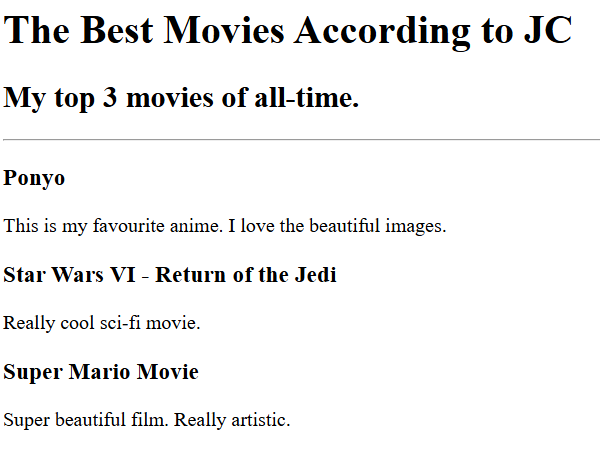 The Best Movies According to JC
My top 3 movies of all-time.
Ponyo
This is my favourite anime. I love the beautiful images.
Star Wars VI - Return of the Jedi
Really cool sci-fi movie.
Super Mario Movie
Super beautiful film. Really artistic.